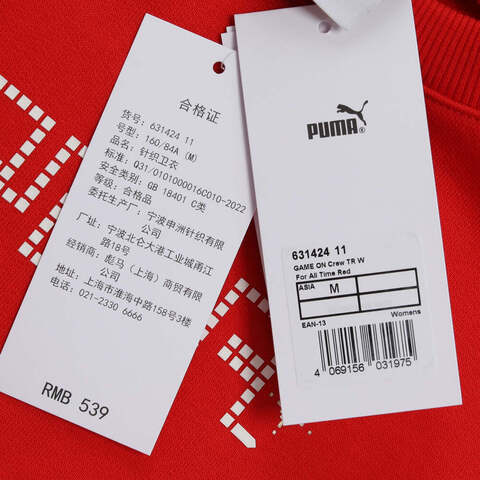 合格证
货号: 631424 11
号型: 160/84A (M)
品名: 针织卫衣
标准: Q31/0101000016C010-2022
安全类别: GB 18401 C类
等级: 合格品
委托生产厂: 宁波申洲针织有限
公司
厂址: 宁波北仑大港工业城甬江
路18号
经销商: 彪马(上海)商贸有限
公司
地址: 上海市淮海中路158号3楼
电话: 021-2330 6666
RMB 539
PUMA®
631424 11
GAME ON Crew TR W
For All Time Red
ASIA M
EAN-13 Womens
4 069156 031975